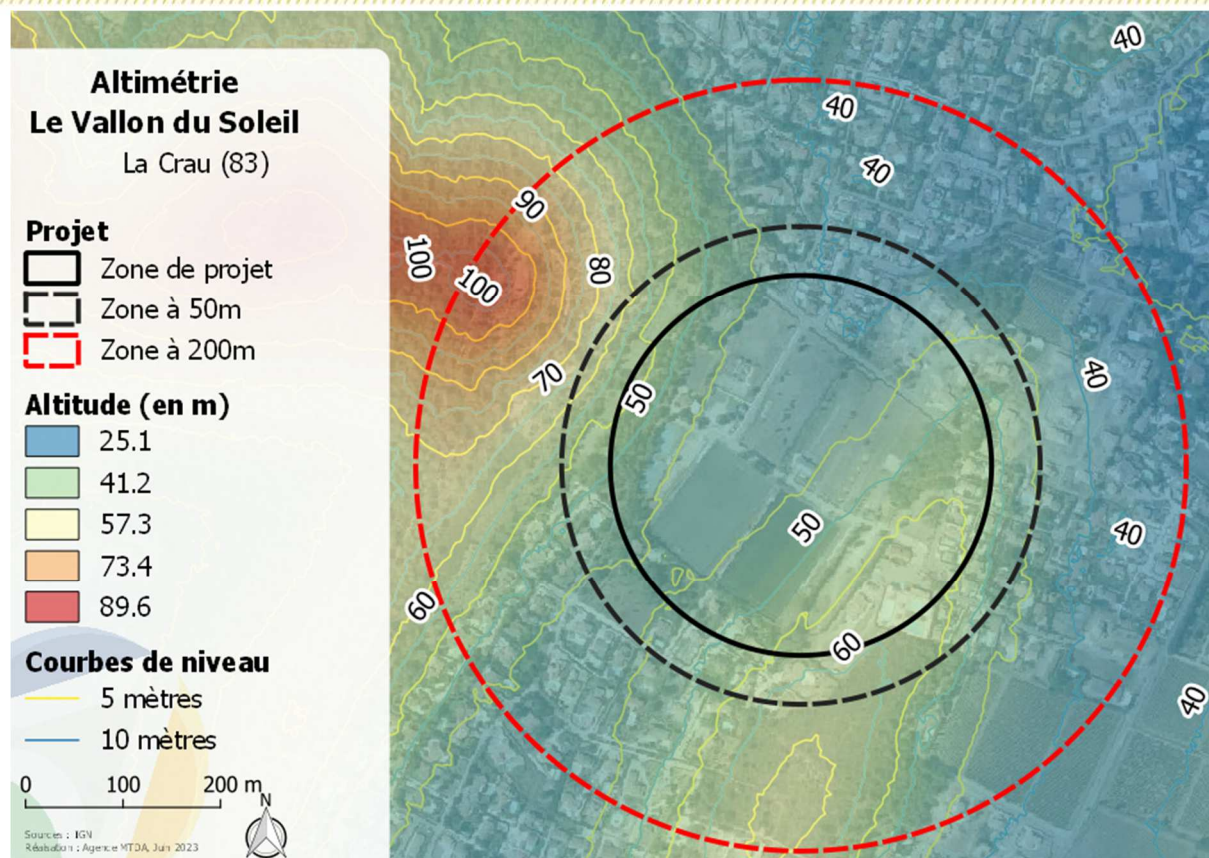 Altimétrie
Le Vallon du Soleil
La Crau (83)
Projet
Zone de projet
Zone à 50m
Zone à 200m
Altitude (en m)
25.1
41.2
57.3
73.4
89.6
Courbes de niveau
5 mètres
10 mètres
0 100 200 m
N
Sources : IGN
Réalisation : Agence MTDA, Juin 2023
40
40
40
90
100
100
80
70
50
40
50
40
60
60
40